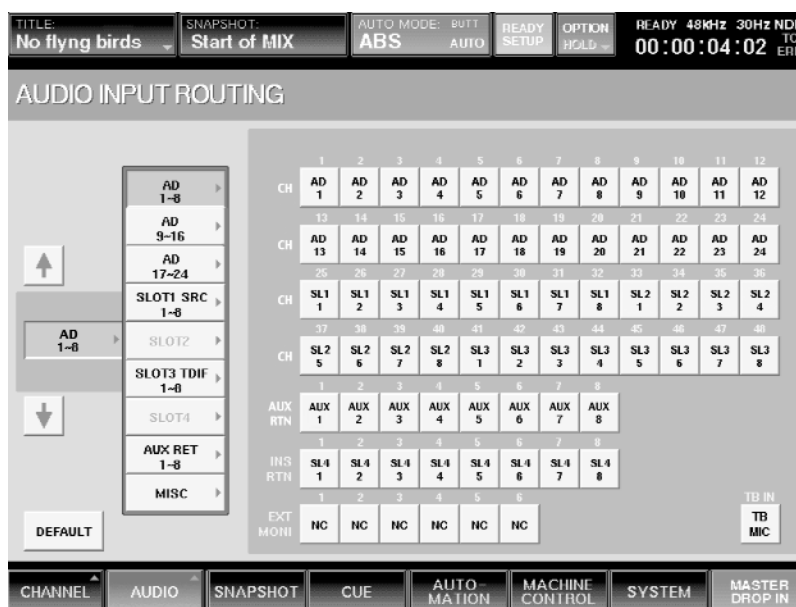 TITLE: SNAPSHOT: AUTO MODE: BUTT READY OPTION READY 48kHz 30Hz ND
No flyng birds Start of MIX ABS AUTO SETUP HOLD 00:00:04:02 TC ERR
AUDIO INPUT ROUTING
AD
1~8
AD
9~16
AD
17~24
SLOT1 SRC
1~8
SLOT2
SLOT3 TDIF
1~8
SLOT4
AUX RET
1~8
MISC
AD
1~8
DEFAULT
1 2 3 4 5 6 7 8 9 10 11 12
CH AD AD AD AD AD AD AD AD AD AD AD AD
1 2 3 4 5 6 7 8 9 10 11 12
13 14 15 16 17 18 19 20 21 22 23 24
CH AD AD AD AD AD AD AD AD AD AD AD AD
13 14 15 16 17 18 19 20 21 22 23 24
25 26 27 28 29 30 31 32 33 34 35 36
CH SL1 SL1 SL1 SL1 SL1 SL1 SL1 SL1 SL2 SL2 SL2 SL2
1 2 3 4 5 6 7 8 1 2 3 4
37 38 39 40 41 42 43 44 45 46 47 48
CH SL2 SL2 SL2 SL2 SL3 SL3 SL3 SL3 SL3 SL3 SL3 SL3
5 6 7 8 1 2 3 4 5 6 7 8
1 2 3 4 5 6 7 8
AUX RTN AUX AUX AUX AUX AUX AUX AUX AUX
1 2 3 4 5 6 7 8
1 2 3 4 5 6 7 8
INS RTN SL4 SL4 SL4 SL4 SL4 SL4 SL4 SL4
1 2 3 4 5 6 7 8
1 2 3 4 5 6 TB IN
EXT MONI NC NC NC NC NC NC TB MIC
CHANNEL AUDIO SNAPSHOT CUE AUTO-MATION MACHINE CONTROL SYSTEM MASTER DROP IN